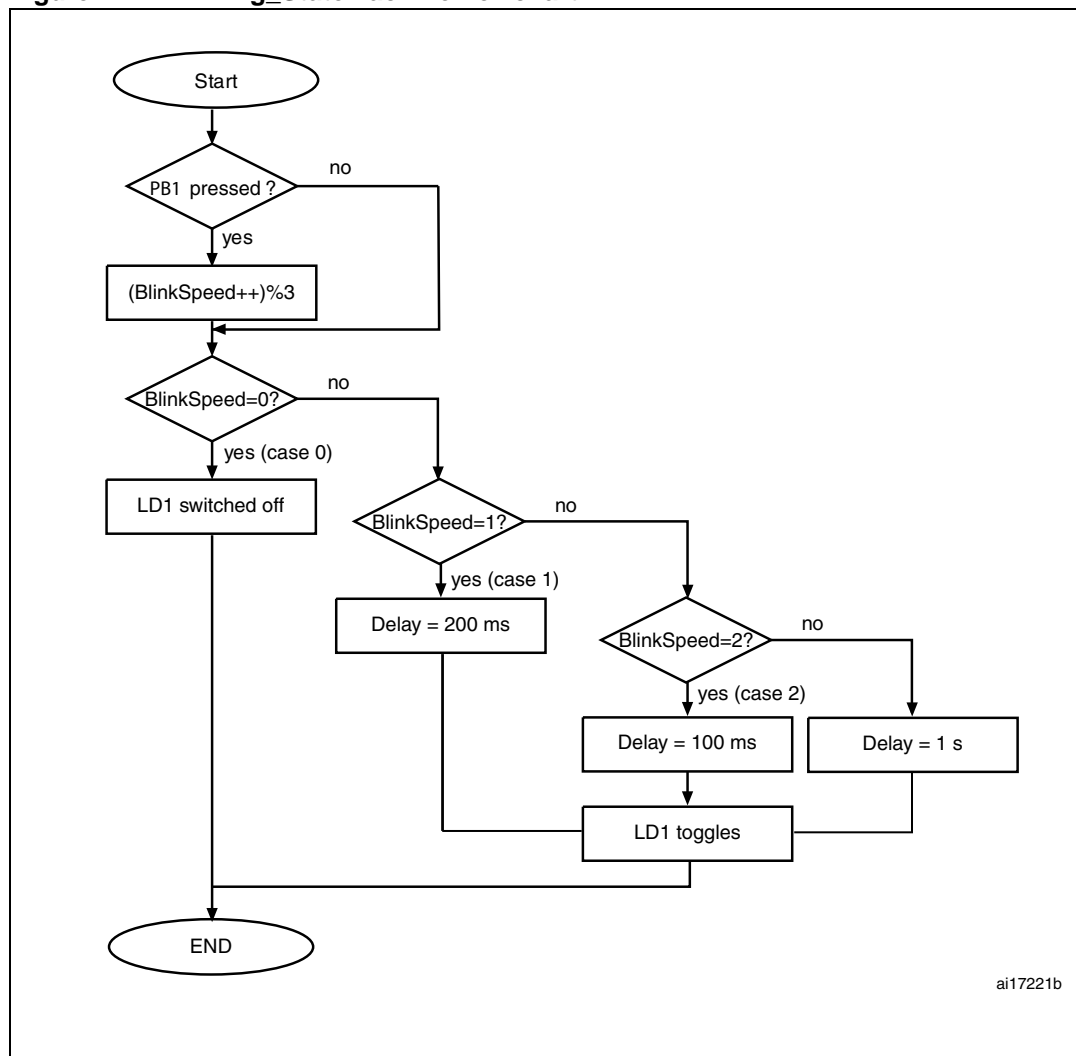 Start
PB1 pressed ?
no
yes
(BlinkSpeed++)%3
BlinkSpeed=0?
no
yes (case 0)
LD1 switched off
BlinkSpeed=1?
no
yes (case 1)
Delay = 200 ms
BlinkSpeed=2?
no
yes (case 2)
Delay = 100 ms
Delay = 1 s
LD1 toggles
END
ai17221b